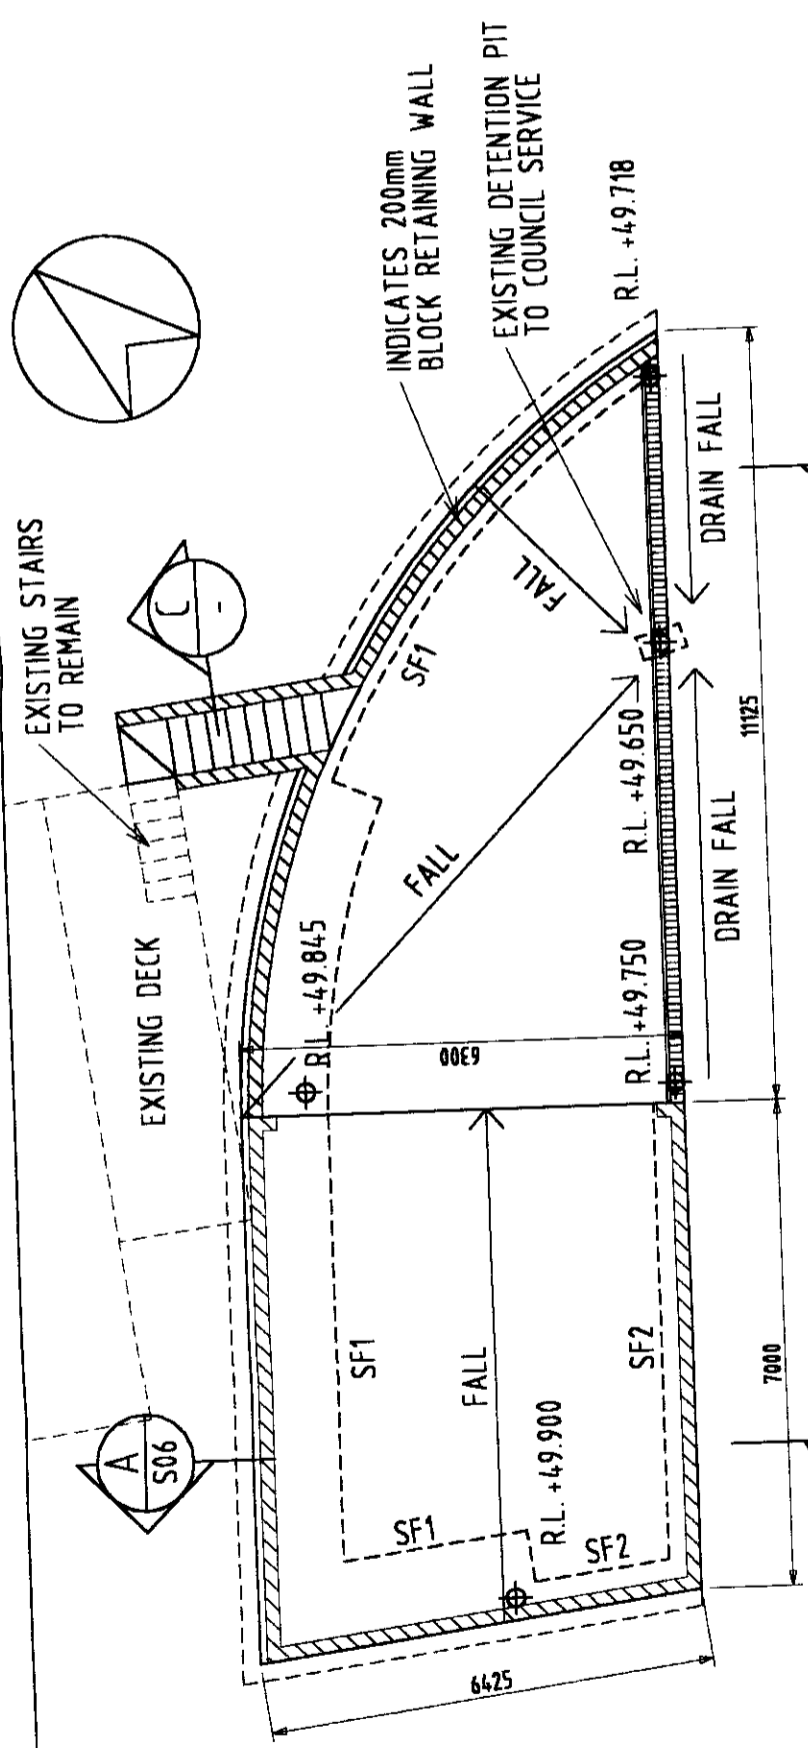 EXISTING STAIRS
TO REMAIN
C
-
INDICATES 200mm
BLOCK RETAINING WALL
EXISTING DETENTION PIT
TO COUNCIL SERVICE
R.L. +49.718
EXISTING DECK
SF1
FALL
FALL
R.L. +49.845
6300
R.L. +49.750
R.L. +49.650
DRAIN FALL
DRAIN FALL
11125
A
S06
SF1
SF1
FALL
R.L. +49.900
SF2
SF2
7000
6425